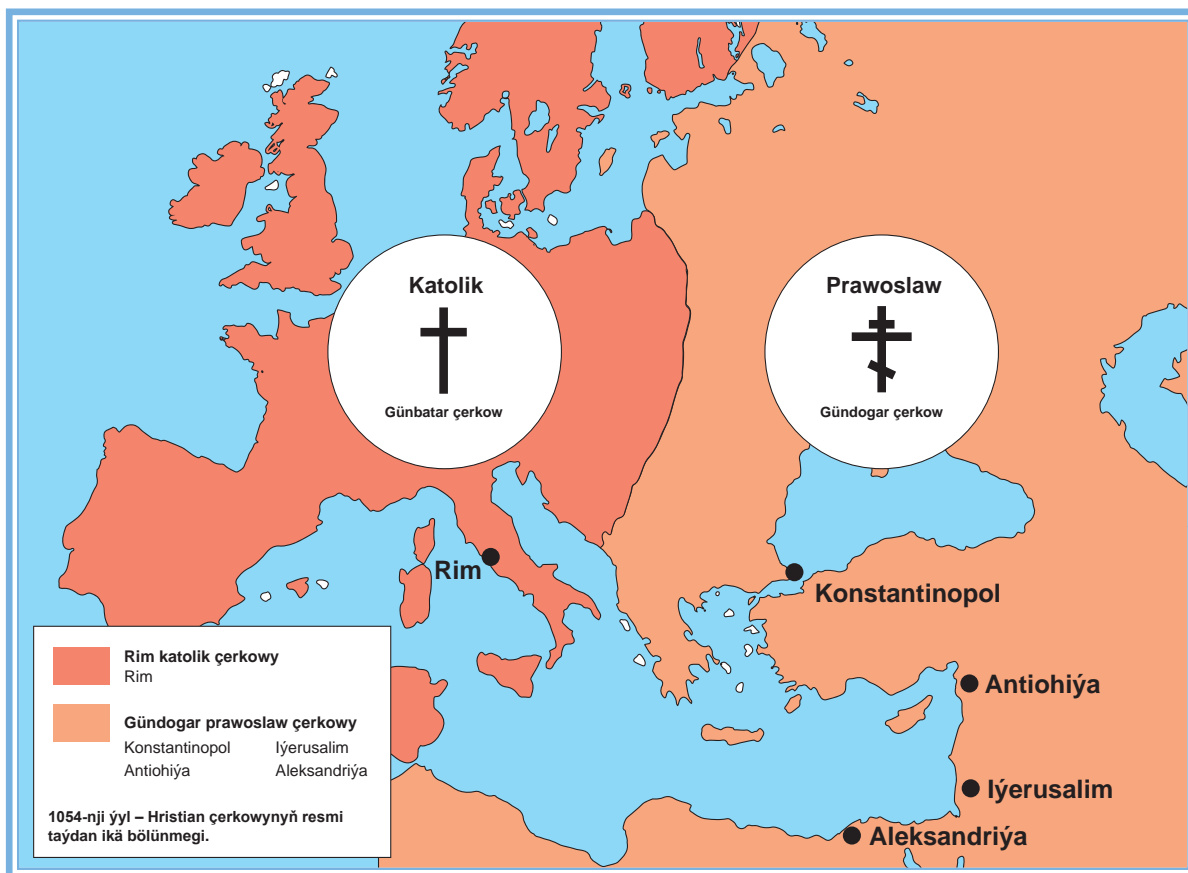 Katolik
Günbatar çerkow
Prawoslaw
Gündogar çerkow
Rim
Konstantinopol
Antiohiýa
Iýerusalim
Aleksandriýa
Rim katolik çerkowy
Rim
Gündogar prawoslaw çerkowy
Konstantinopol Iýerusalim
Antiohiýa Aleksandriýa
1054-nji ýyl – Hristian çerkowynyň resmi
taýdan ikä bölünmegi.